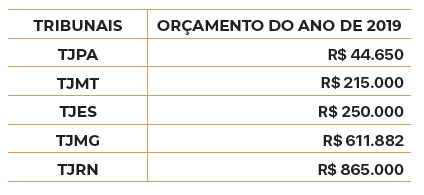 TRIBUNAIS ORÇAMENTO DO ANO DE 2019
TJPA R$ 44.650
TJMT R$ 215.000
TJES R$ 250.000
TJMG R$ 611.882
TJRN R$ 865.000